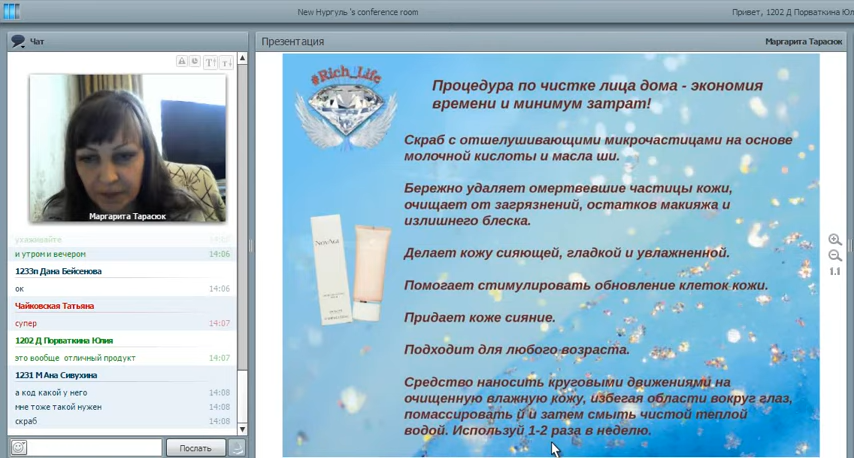 New Нургуль 's conference room
Привет, 1202 Д Порваткина Юл
Чат
Презентация
Маргарита Тарасюк
Маргарита Тарасюк
ухаживайте
14:07
и утром и вечером
14:06
1233п Дана Бейсенова
ок
14:06
Чайковская Татьяна
супер
14:07
1202 Д Порваткина Юлия
это вообще отличный продукт
14:07
1231 М Ана Сивухина
а код какой у него
14:08
мне тоже такой нужен
14:08
скраб
14:08
Послать
#Rich_Life
Процедура по чистке лица дома - экономия
времени и минимум затрат!
Скраб с отшелушивающими микрочастицами на основе
молочной кислоты и масла ши.
Бережно удаляет омертвевшие частицы кожи,
очищает от загрязнений, остатков макияжа и
излишнего блеска.
Делает кожу сияющей, гладкой и увлажненной.
Помогает стимулировать обновление клеток кожи.
Придает коже сияние.
Подходит для любого возраста.
Средство наносить круговыми движениями на
очищенную влажную кожу, избегая области вокруг глаз,
помассировать й и затем смыть чистой теплой
водой. Используй 1-2 раза в неделю.
1.1